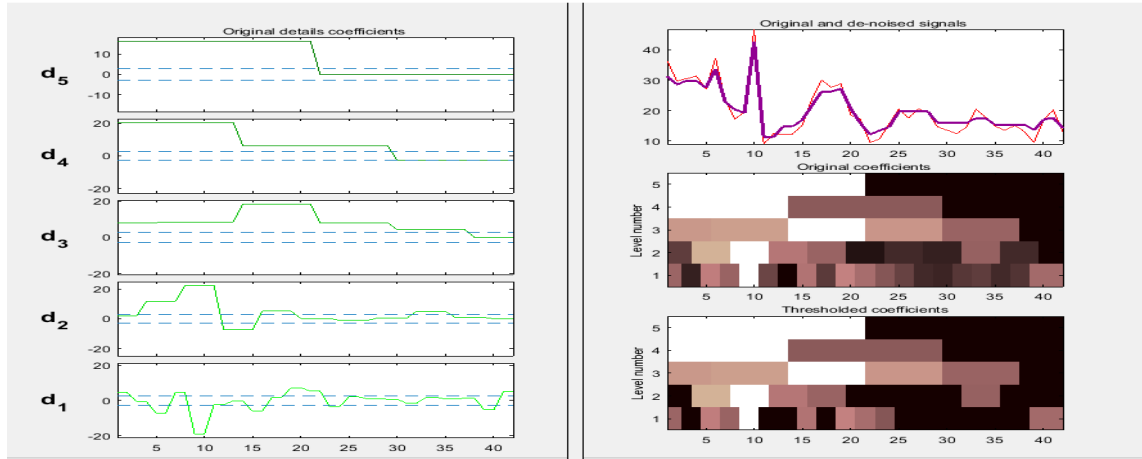 Original details coefficients
d5
10
0
-10
d4
20
0
-20
d3
20
0
-20
d2
20
0
-20
d1
20
0
-20
5 10 15 20 25 30 35 40
Original and de-noised signals
40
30
20
10
5 10 15 20 25 30 35 40
Original coefficients
Level number
5
4
3
2
1
5 10 15 20 25 30 35 40
Thresholded coefficients
Level number
5
4
3
2
1
5 10 15 20 25 30 35 40